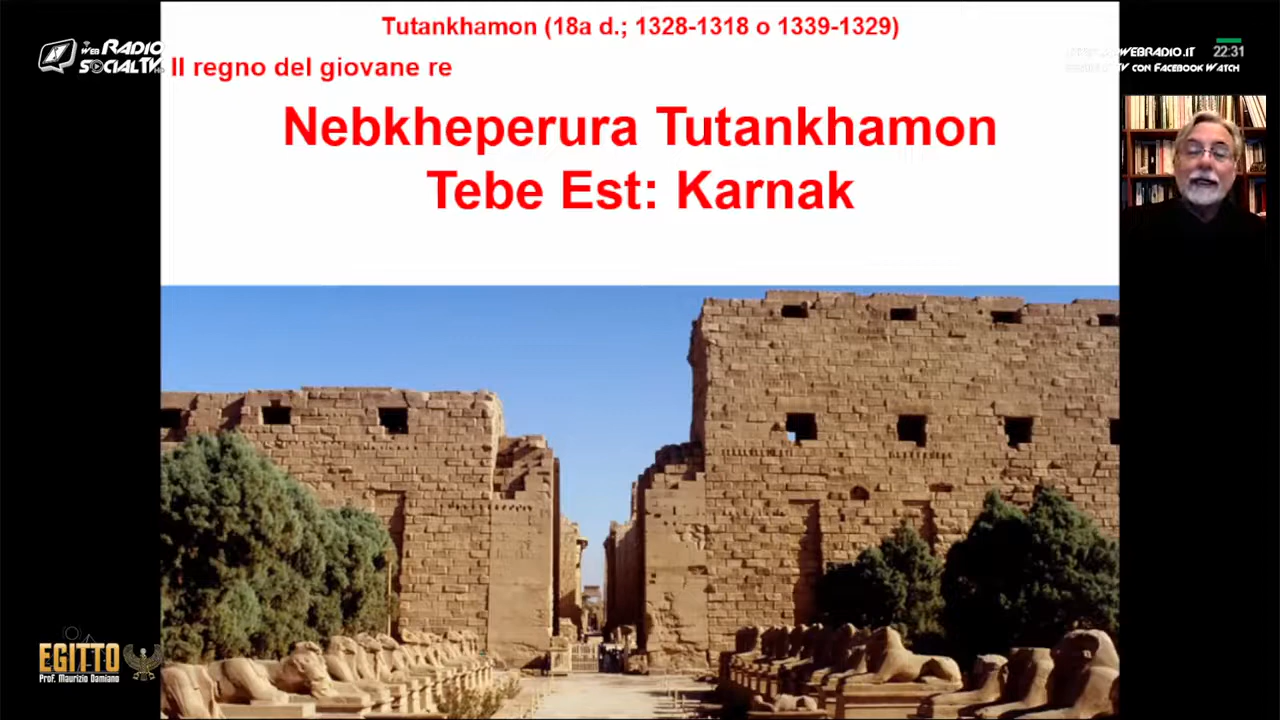 Tutankhamon (18a d.; 1328-1318 o 1339-1329)
WEB RADIO
SOCIALTV
Il regno del giovane re
WEBRADIO.IT
22:31
TV CON FACEBOOK WATCH
Nebkheperura Tutankhamon
Tebe Est: Karnak
EGITTO
Prof. Maurizio Damiano